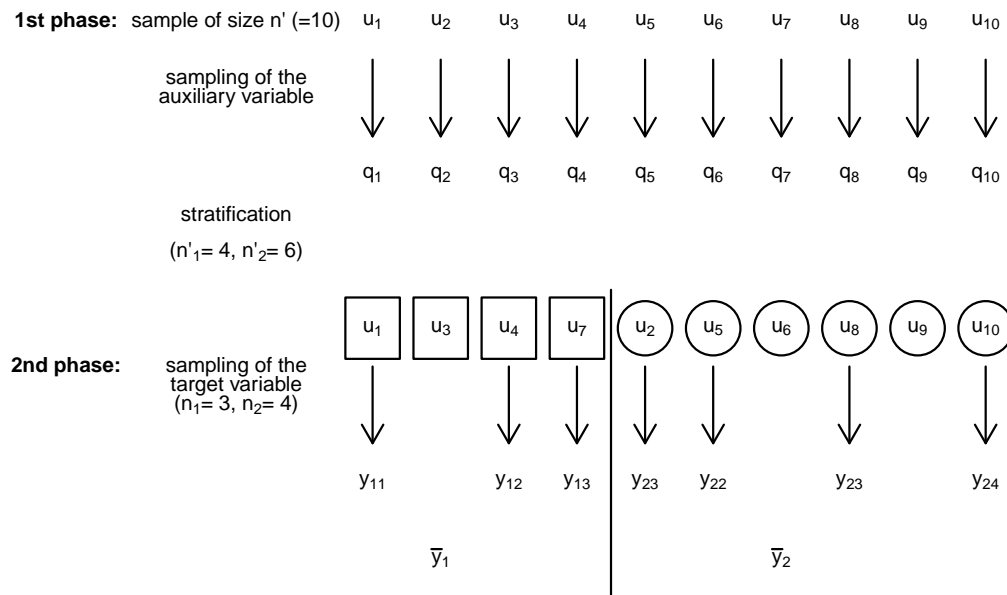 1st phase: sample of size n' (=10) u₁ u₂ u₃ u₄ u₅ u₆ u₇ u₈ u₉ u₁₀
sampling of the
auxiliary variable
q₁ q₂ q₃ q₄ q₅ q₆ q₇ q₈ q₉ q₁₀
stratification
(n'₁= 4, n'₂= 6)
u₁ u₃ u₄ u₇ u₂ u₅ u₆ u₈ u₉ u₁₀
2nd phase: sampling of the
target variable
(n₁= 3, n₂= 4)
y₁₁ y₁₂ y₁₃ y₂₃ y₂₂ y₂₃ y₂₄
y̅₁ y̅₂